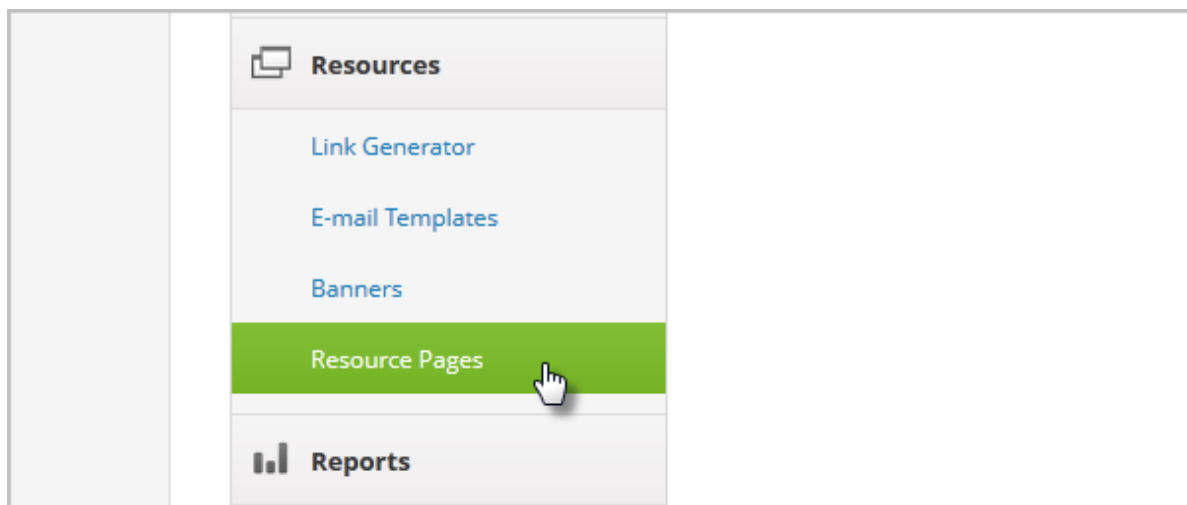 Resources
Link Generator
E-mail Templates
Banners
Resource Pages
Reports